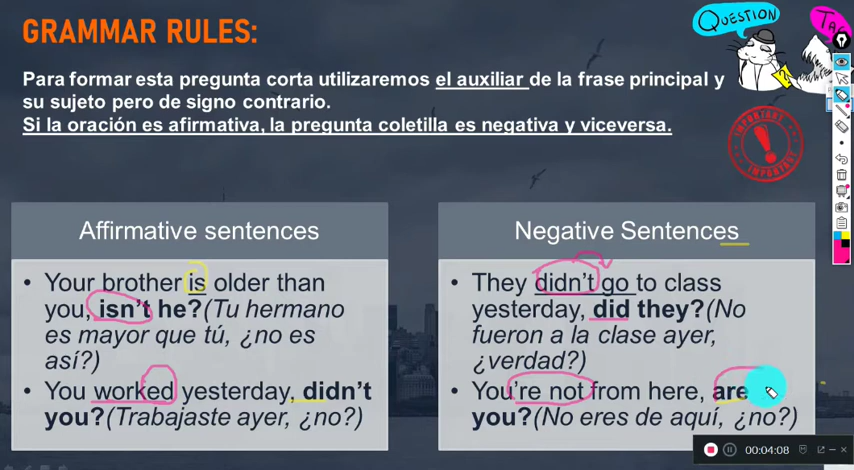 GRAMMAR RULES:
QUESTION
TAG
Para formar esta pregunta corta utilizaremos el auxiliar de la frase principal y
su sujeto pero de signo contrario.
Si la oración es afirmativa, la pregunta coletilla es negativa y viceversa.
IMPORTANT
IMPORTANT
Affirmative sentences
• Your brother is older than
you, isn't he?(Tu hermano
es mayor que tú, ¿no es
así?)
• You worked yesterday, didn't
you?(Trabajaste ayer, ¿no?)
Negative Sentences
• They didn't go to class
yesterday, did they?(No
fueron a la clase ayer,
¿verdad?)
• You're not from here, are
you?(No eres de aquí, ¿no?)
00:04:08